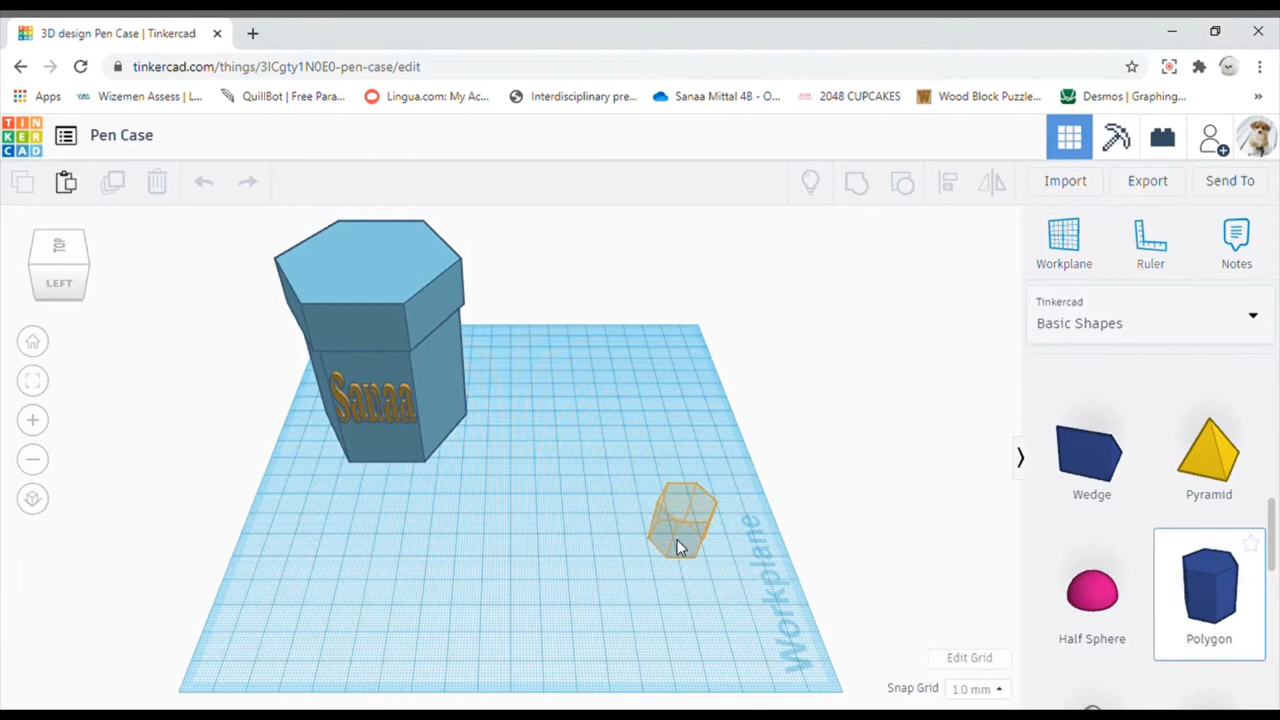 3D design Pen Case | Tinkercad
tinkercad.com/things/3ICgty1N0E0-pen-case/edit
Apps Wizemen Assess | L... QuillBot | Free Para... Lingua.com: My Ac... Interdisciplinary pre... Sanaa Mittal 4B - O... 2048 CUPCAKES Wood Block Puzzle... Desmos | Graphing... »
TIN
KER
CAD
Pen Case
Import Export Send To
TOP
LEFT
Workplane Ruler Notes
Tinkercad
Basic Shapes
Sanaa
Wedge Pyramid
Workplane
Half Sphere Polygon
Edit Grid
Snap Grid 1.0 mm